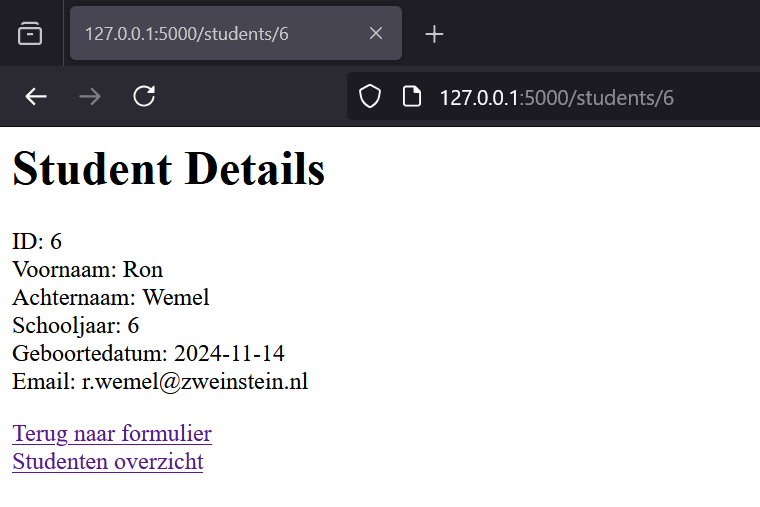 127.0.0.1:5000/students/6
127.0.0.1:5000/students/6
Student Details
ID: 6
Voornaam: Ron
Achternaam: Wemel
Schooljaar: 6
Geboortedatum: 2024-11-14
Email: r.wemel@zweinstein.nl
Terug naar formulier
Studenten overzicht